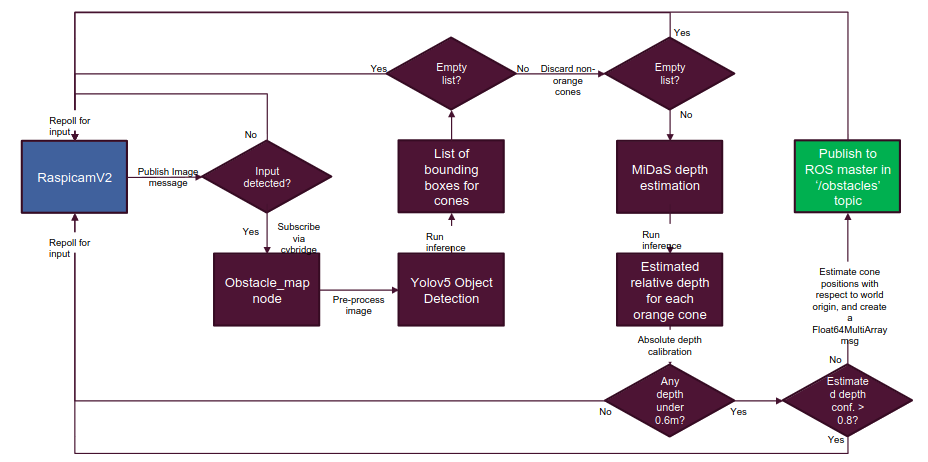 Yes
Empty
list?
Yes
No
Discard non-
orange
cones
Empty
list?
No
Repoll for
input
No
RaspicamV2
Publish Image
message
Input
detected?
List of
bounding
boxes for
cones
MiDaS depth
estimation
Publish to
ROS master in
‘/obstacles’
topic
Yes
Subscribe
via
cvbridge
Run
inference
Run
inference
Repoll for
input
Obstacle_map
node
Pre-process
image
Yolov5 Object
Detection
Estimated
relative depth
for each
orange cone
Estimate cone
positions with
respect to world
origin, and create
a
Float64MultiArray
msg
Absolute depth
calibration
No
Any
depth
under
0.6m?
No
Yes
Estimate
d depth
conf. >
0.8?
Yes